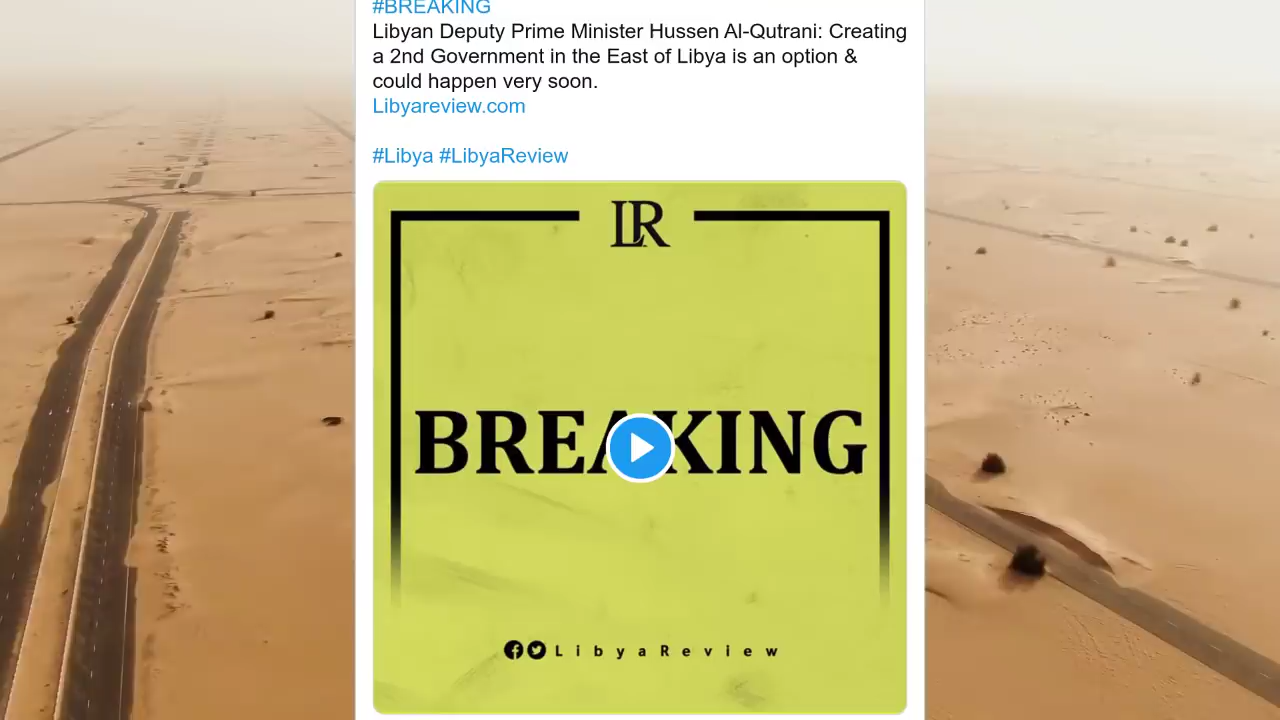 #BREAKING
Libyan Deputy Prime Minister Hussen Al-Qutrani: Creating
a 2nd Government in the East of Libya is an option &
could happen very soon.
Libyareview.com
#Libya #LibyaReview
LR
BREAKING
LibyaReview